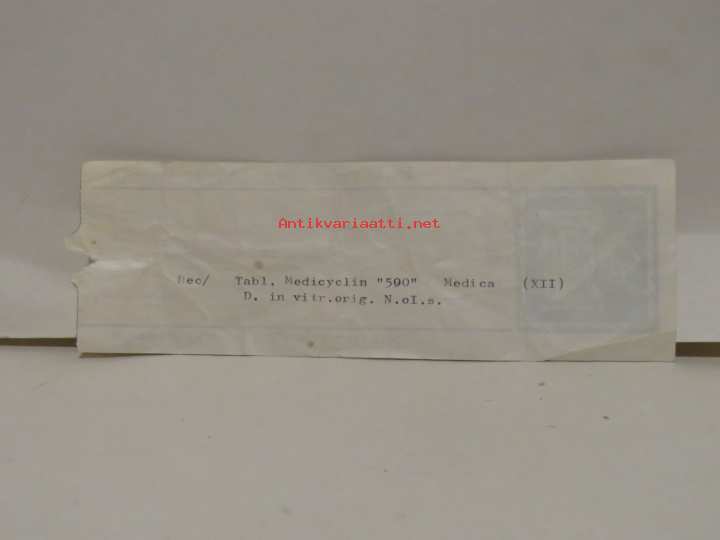 Antikvariaatti.net
Rec/ Tabl. Medicyclin "500" Medica (XII)
D. in vitr.orig. N.oI.s.